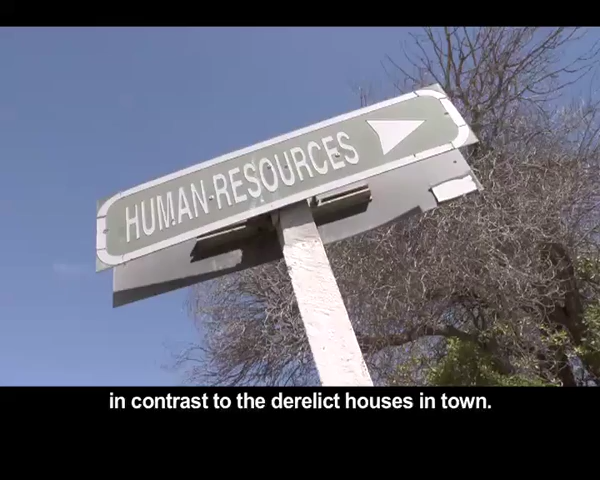 HUMAN-RESOURCES
in contrast to the derelict houses in town.